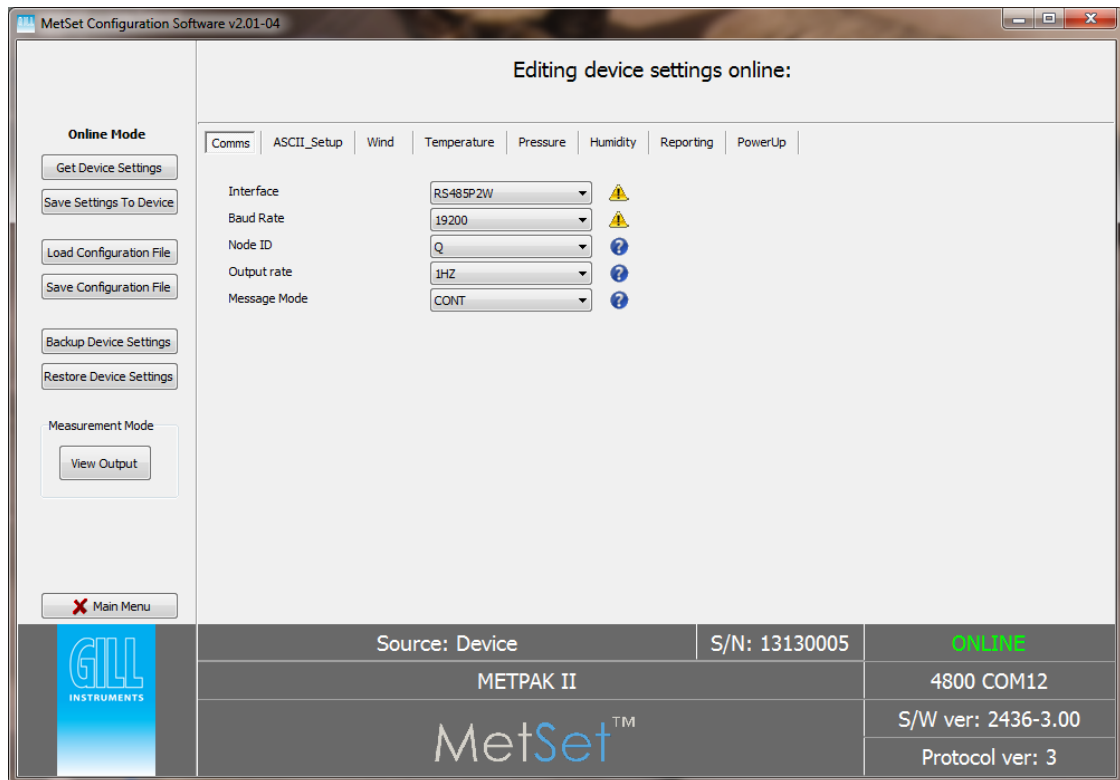 MetSet Configuration Software v2.01-04
Editing device settings online:
Online Mode
Get Device Settings
Save Settings To Device
Load Configuration File
Save Configuration File
Backup Device Settings
Restore Device Settings
Measurement Mode
View Output
Main Menu
Comms ASCII_Setup Wind Temperature Pressure Humidity Reporting PowerUp
Interface RS485P2W
Baud Rate 19200
Node ID Q
Output rate 1HZ
Message Mode CONT
GILL
INSTRUMENTS
Source: Device S/N: 13130005 ONLINE
METPAK II 4800 COM12
MetSet™ S/W ver: 2436-3.00
Protocol ver: 3